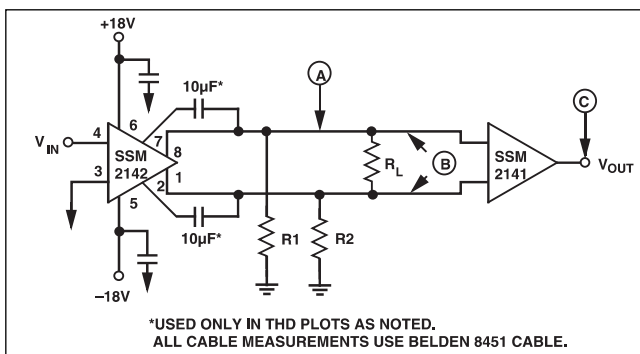 +18V
10µF*
A
C
6
7
V IN
4
SSM
2142
8
1
3
2
5
R L
B
SSM
2141
V OUT
10µF*
R1
R2
–18V
*USED ONLY IN THD PLOTS AS NOTED.
ALL CABLE MEASUREMENTS USE BELDEN 8451 CABLE.